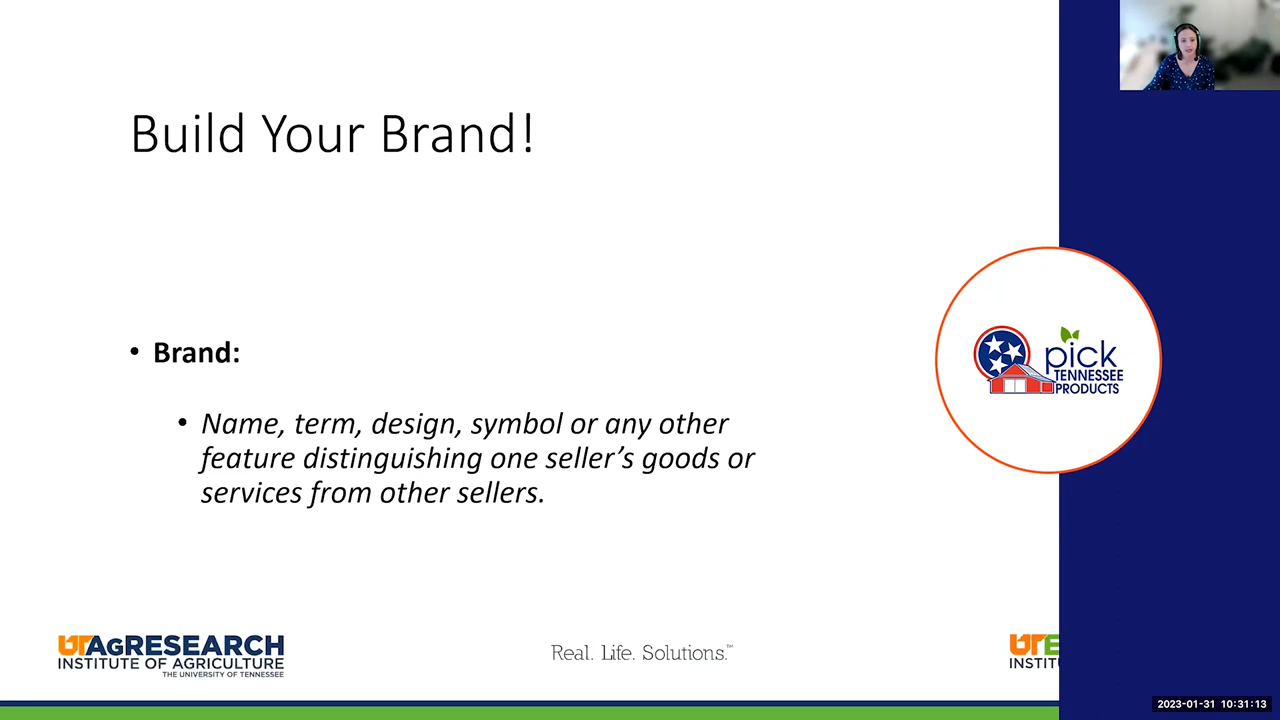 Build Your Brand!
• Brand:
• Name, term, design, symbol or any other
feature distinguishing one seller’s goods or
services from other sellers.
pick
TENNESSEE
PRODUCTS
UTAGRESEARCH
INSTITUTE OF AGRICULTURE
THE UNIVERSITY OF TENNESSEE
Real. Life. Solutions.™
UTE
INSTITU
2023-01-31 10:31:13